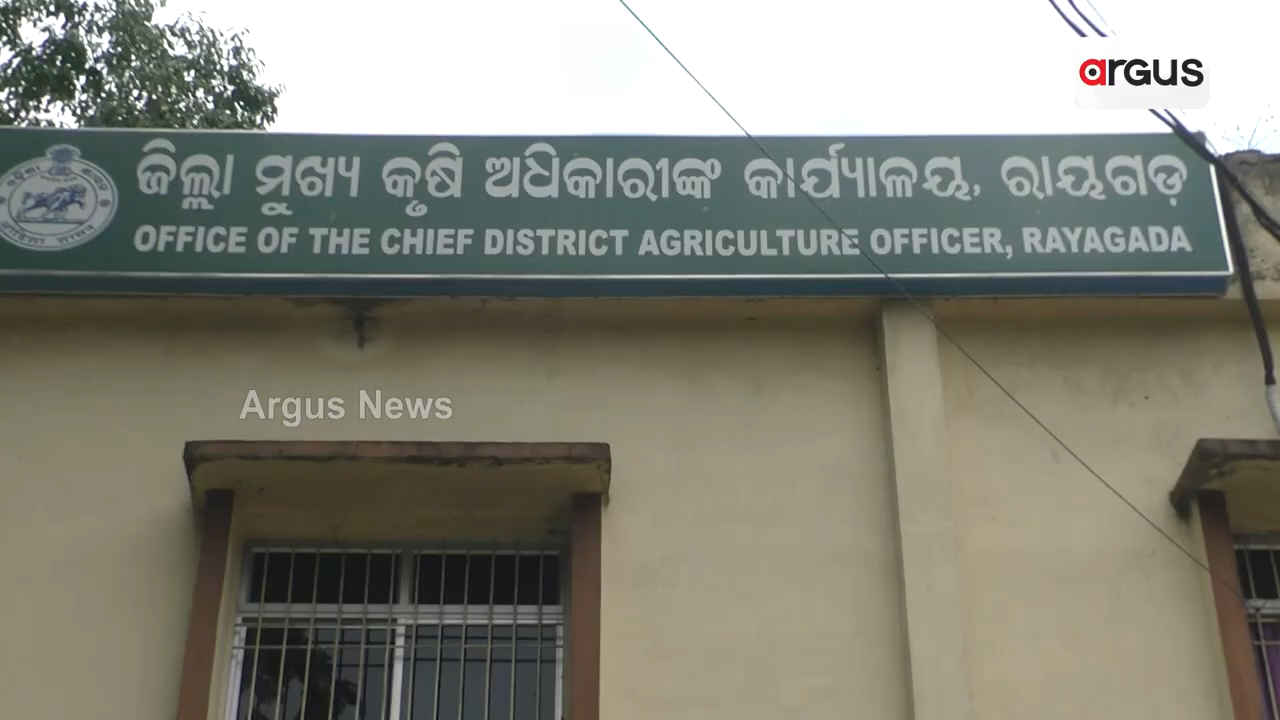 argus
ଜିଲ୍ଲା ମୁଖ୍ୟ କୃଷି ଅଧିକାରୀଙ୍କ କାର୍ଯ୍ୟାଳୟ, ରାୟଗଡ଼
OFFICE OF THE CHIEF DISTRICT AGRICULTURE OFFICER, RAYAGADA
Argus News